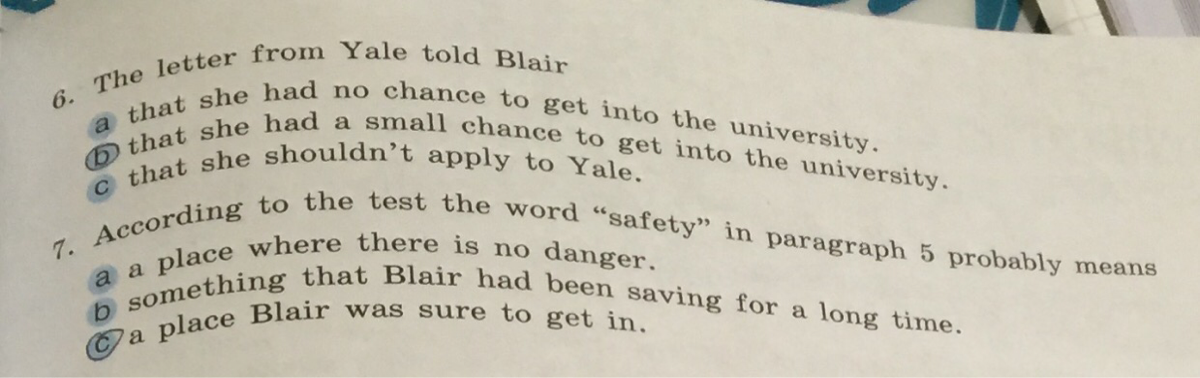 6. The letter from Yale told Blair
a that she had no chance to get into the university.
b that she had a small chance to get into the university.
c that she shouldn't apply to Yale.
7. According to the test the word “safety” in paragraph 5 probably means
a a place where there is no danger.
b something that Blair had been saving for a long time.
c a place Blair was sure to get in.